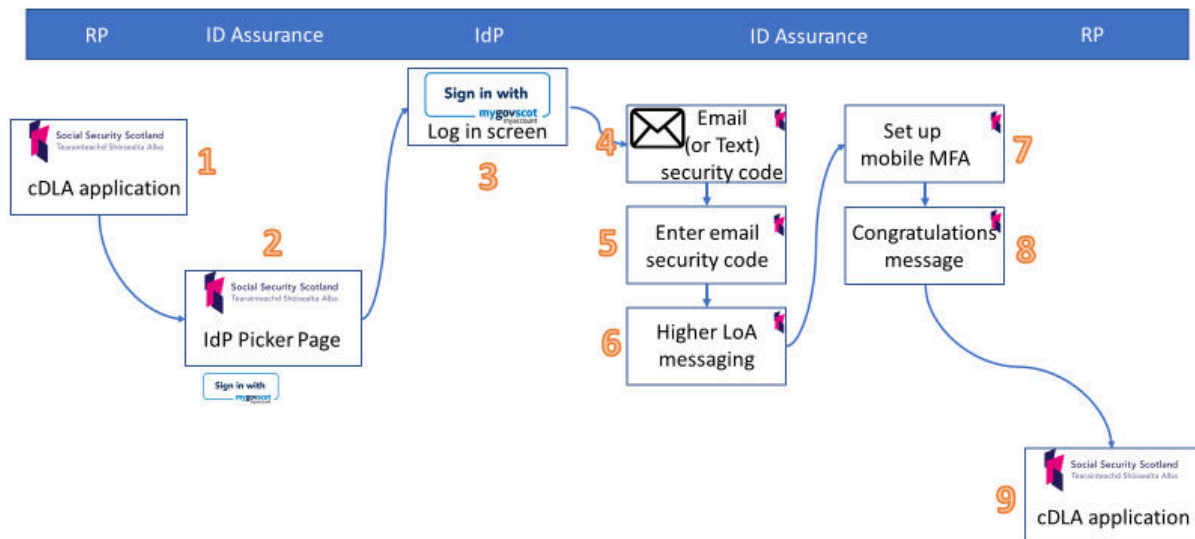 RP ID Assurance IdP ID Assurance RP
Social Security Scotland
Tèarainteachd Shòisealta Alba
cDLA application
1
2
Social Security Scotland
Tèarainteachd Shòisealta Alba
IdP Picker Page
Sign in with
mygovscot
myaccount
Sign in with
mygovscot
myaccount
Log in screen
3
4
Email
(or Text)
security code
5
Enter email
security code
6
Higher LoA
messaging
Set up
mobile MFA
7
Congratulations
message
8
9
Social Security Scotland
Tèarainteachd Shòisealta Alba
cDLA application